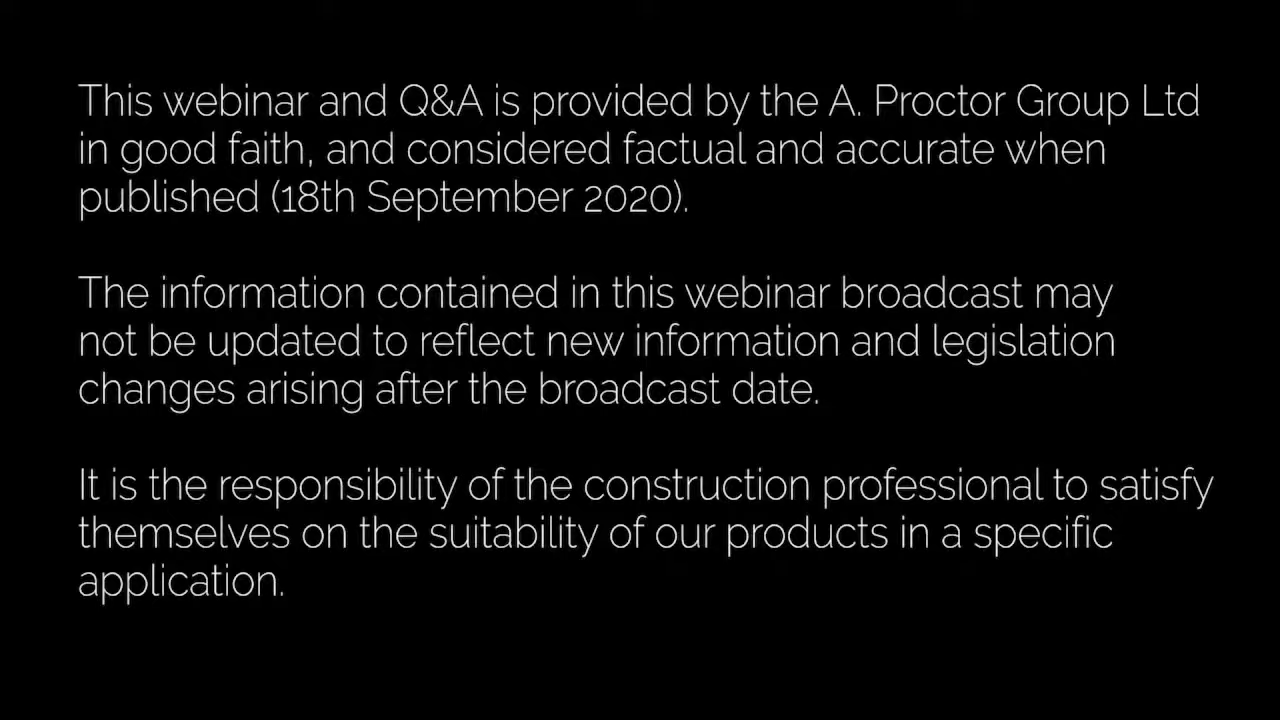 This webinar and Q&A is provided by the A. Proctor Group Ltd
in good faith, and considered factual and accurate when
published (18th September 2020).
The information contained in this webinar broadcast may
not be updated to reflect new information and legislation
changes arising after the broadcast date.
It is the responsibility of the construction professional to satisfy
themselves on the suitability of our products in a specific
application.